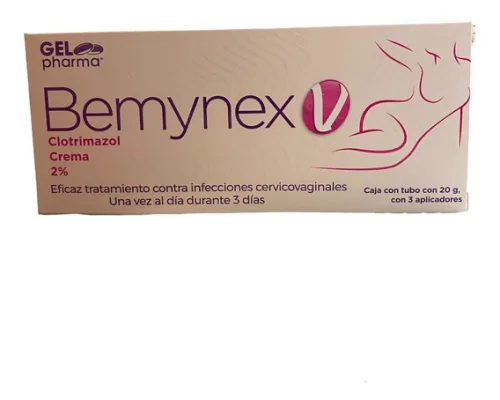 GEL
pharma
Bemynex V
Clotrimazol
Crema
2%
Eficaz tratamiento contra infecciones cervicovaginales
Una vez al día durante 3 días
Caja con tubo con 20 g,
con 3 aplicadores